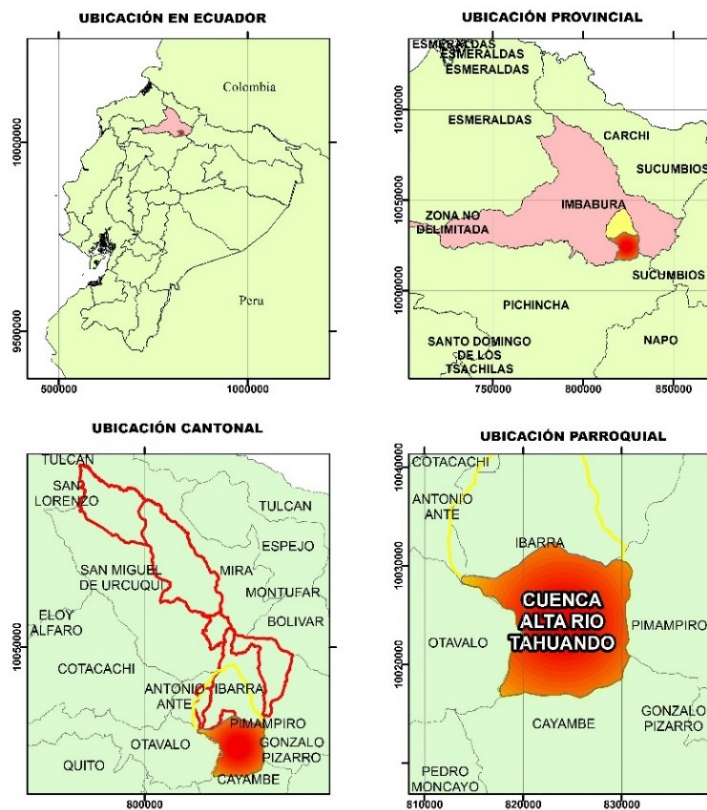 UBICACIÓN EN ECUADOR
Colombia
Peru
10000000
9500000
500000
1000000
UBICACIÓN PROVINCIAL
ESMERALDAS
ESMERALDAS
ESMERALDAS
ESMERALDAS
CARCHI
SUCUMBIOS
IMBABURA
ZONA NO
DELIMITADA
SUCUMBIOS
PICHINCHA
SANTO DOMINGO
DE LOS
TSACHILAS
NAPO
10100000
10050000
10000000
750000
800000
850000
UBICACIÓN CANTONAL
TULCAN
SAN
LORENZO
TULCAN
ESPEJO
SAN MIGUEL
DE URCUQUI
MIRA
MONTUFAR
ELOY
ALFARO
BOLIVAR
COTACACHI
ANTONIO
ANTE
IBARRA
PIMAMPIRO
OTAVALO
GONZALO
PIZARRO
QUITO
CAYAMBE
10050000
800000
UBICACIÓN PARROQUIAL
COTACACHI
ANTONIO
ANTE
IBARRA
CUENCA
ALTA RIO
TAHUANDO
OTAVALO
PIMAMPIRO
CAYAMBE
GONZALO
PIZARRO
PEDRO
MONCAYO
10040000
10030000
10020000
810000
820000
830000